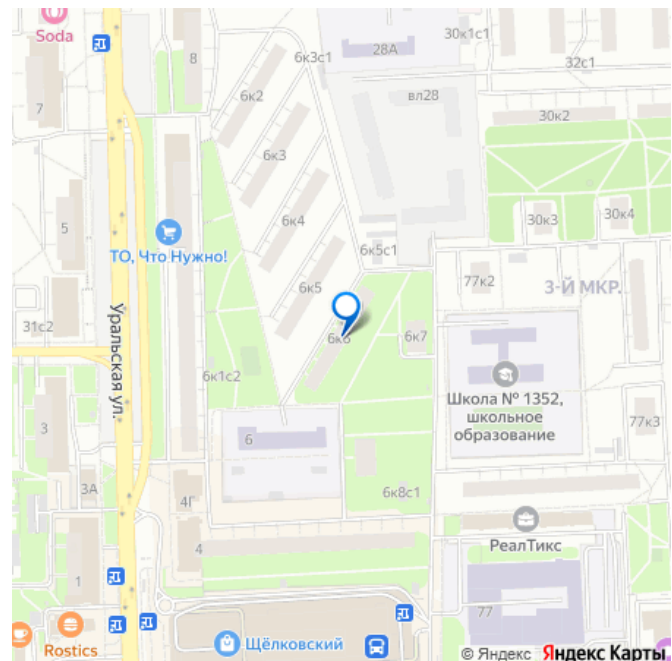 Soda
7
8
6к3с1
28А
30к1с1
32с1
6к2
вл28
30к2
6к3
6к4
5
ТО, Что Нужно!
30к3
30к4
6к5с1
6к5
77к2
3-Й МКР.
31с2
Уральская ул.
6к6
6к7
6к1с2
Школа № 1352,
школьное
образование
3
6
77к3
3А
4Г
6к8с1
4
РеалТикс
1
77
Rostics
Щёлковский
© Яндекс Яндекс Карты